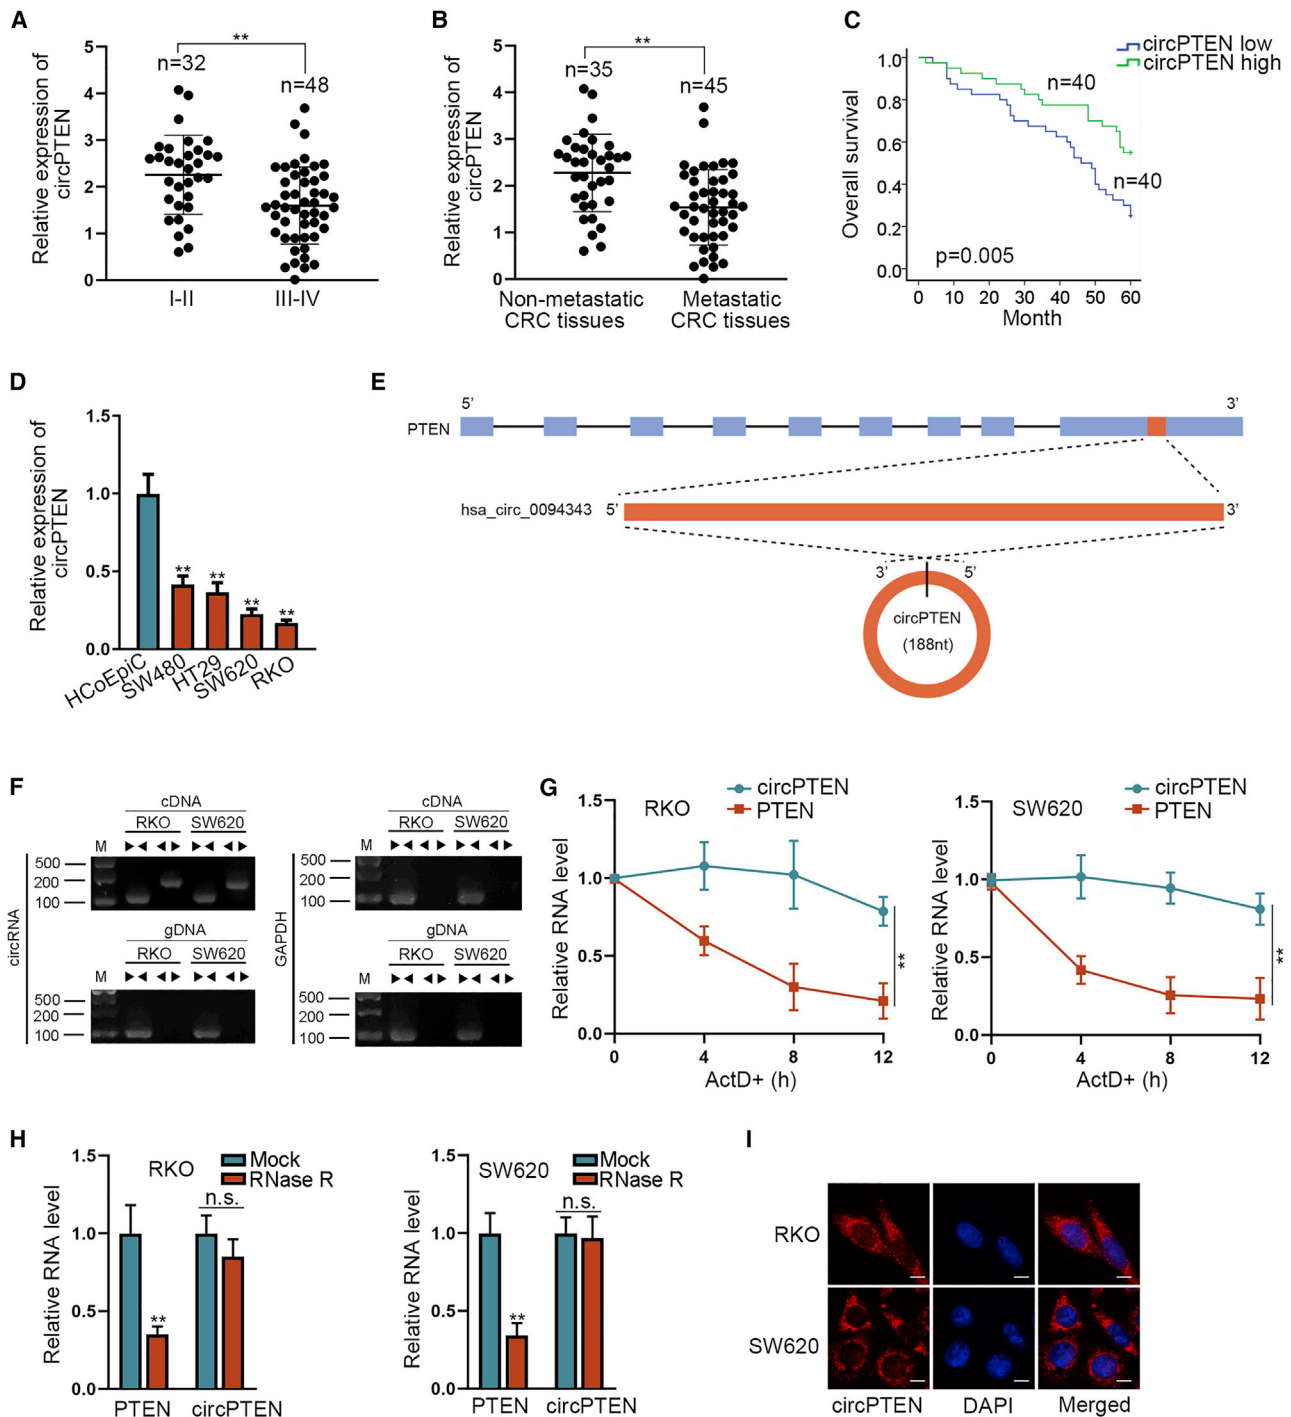 A
Relative expression of
circPTEN
5
4
3
2
1
0
**
n=32
n=48
I-II
III-IV
B
Relative expression of
circPTEN
5
4
3
2
1
0
**
n=35
n=45
Non-metastatic
CRC tissues
Metastatic
CRC tissues
C
circPTEN low
circPTEN high
Overall survival
1.0
0.8
0.6
0.4
0.2
0.0
n=40
n=40
p=0.005
0 10 20 30 40 50 60
Month
D
Relative expression of
circPTEN
1.5
1.0
0.5
0.0
** ** ** **
HCoEpiC SW480 HT29 SW620 RKO
E
5’ 3’
PTEN
hsa_circ_0094343 5’ 3’
3’ 5’
circPTEN
(188nt)
F
circRNA
cDNA
RKO SW620
M
500
200
100
gDNA
RKO SW620
M
500
200
100
GAPDH
cDNA
RKO SW620
M
500
200
100
gDNA
RKO SW620
M
500
200
100
G
RKO
circPTEN
PTEN
Relative RNA level
1.5
1.0
0.5
0.0
**
0 4 8 12
ActD+ (h)
SW620
circPTEN
PTEN
Relative RNA level
1.5
1.0
0.5
0.0
**
0 4 8 12
ActD+ (h)
H
RKO
Mock
RNase R
Relative RNA level
1.5
1.0
0.5
0.0
n.s.
**
PTEN circPTEN
SW620
Mock
RNase R
Relative RNA level
1.5
1.0
0.5
0.0
n.s.
**
PTEN circPTEN
I
RKO
SW620
circPTEN DAPI Merged